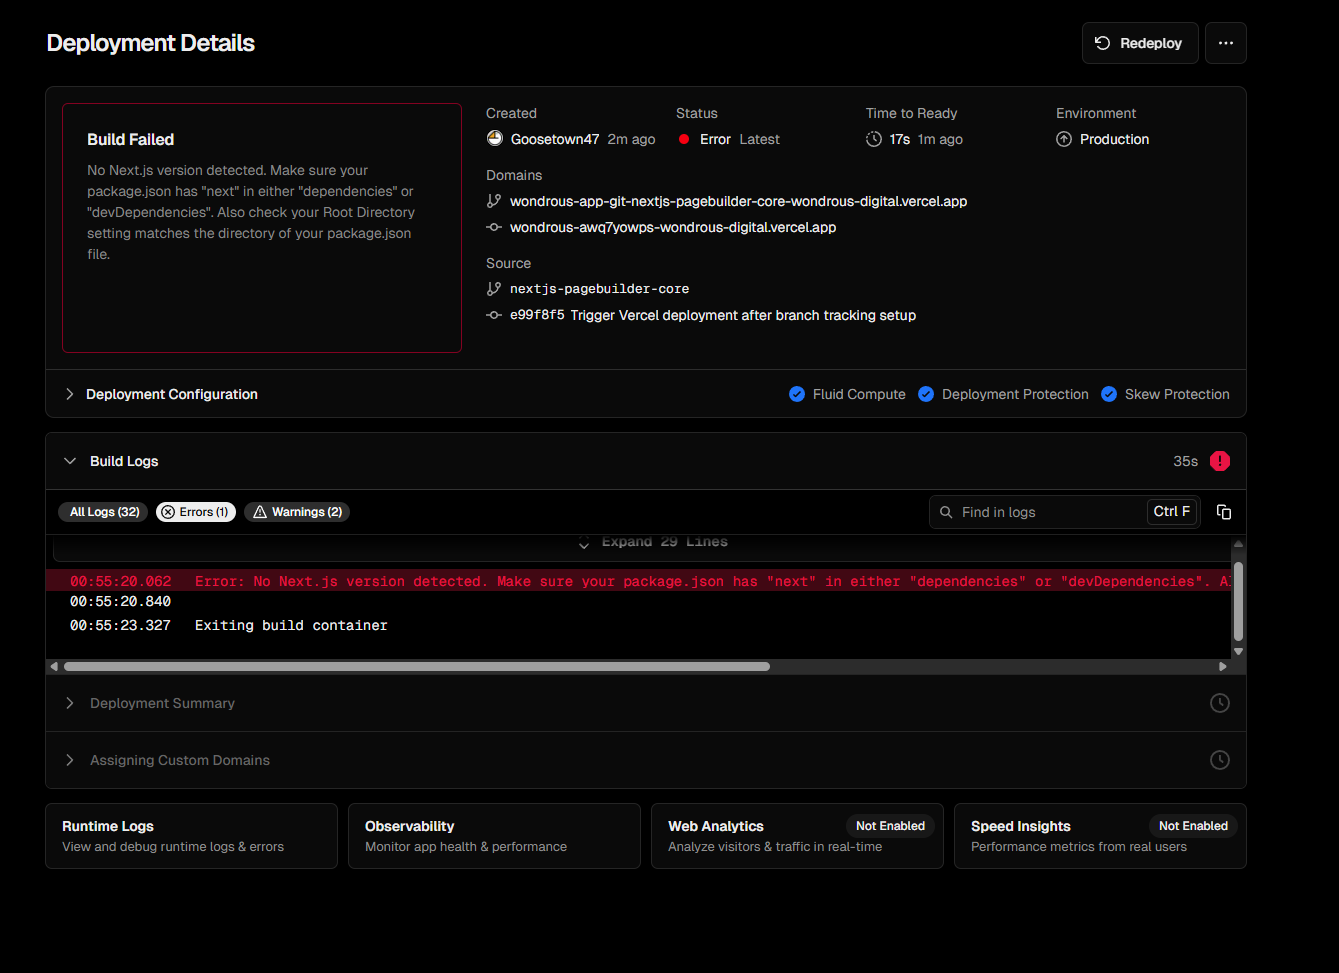 Deployment Details
Redeploy
Build Failed
No Next.js version detected. Make sure your
package.json has "next" in either "dependencies" or
"devDependencies". Also check your Root Directory
setting matches the directory of your package.json
file.
Created
Goosetown47 2m ago
Status
Error Latest
Time to Ready
17s 1m ago
Environment
Production
Domains
wondrous-app-git-nextjs-pagebuilder-core-wondrous-digital.vercel.app
wondrous-awq7yowps-wondrous-digital.vercel.app
Source
nextjs-pagebuilder-core
e99f8f5 Trigger Vercel deployment after branch tracking setup
Deployment Configuration
Fluid Compute
Deployment Protection
Skew Protection
Build Logs
35s
All Logs (32)
Errors (1)
Warnings (2)
Find in logs
Ctrl F
Expand 29 Lines
00:55:20.062 Error: No Next.js version detected. Make sure your package.json has "next" in either "dependencies" or "devDependencies". Al
00:55:20.840
00:55:23.327 Exiting build container
Deployment Summary
Assigning Custom Domains
Runtime Logs
View and debug runtime logs & errors
Observability
Monitor app health & performance
Web Analytics
Not Enabled
Analyze visitors & traffic in real-time
Speed Insights
Not Enabled
Performance metrics from real users